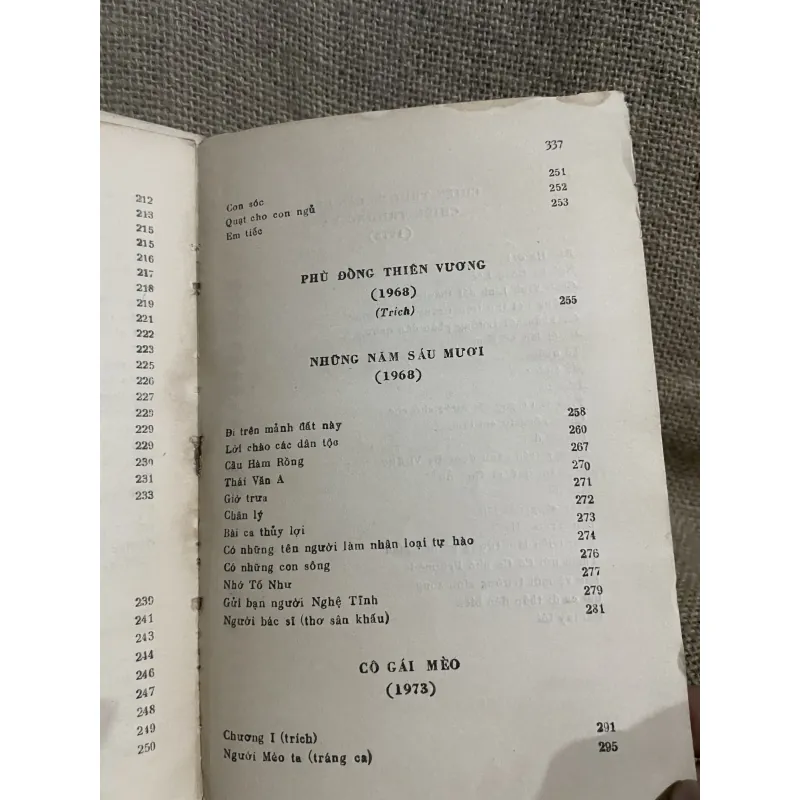 212
213
215
215
216
217
218
219
221
222
223
225
226
227
228
229
229
230
231
233
239
241
243
244
246
247
248
249
250
337
Con sóc 251
Quạt cho con ngủ 252
Em tiếc 253
PHÙ ĐỔNG THIÊN VƯƠNG
(1968)
(Trích) 255
NHỮNG NĂM SÁU MƯƠI
(1968)
Đi trên mảnh đất này 258
Lời chào các dân tộc 260
Cầu Hàm Rồng 267
Thái Văn A 270
Giờ trưa 271
Chân lý 272
Bài ca thủy lợi 273
Có những tên người làm nhân loại tự hào 274
Có những con sông 276
Nhớ Tố Như 277
Gửi bạn người Nghệ Tĩnh 279
Người bác sĩ (thơ sân khấu) 281
CÔ GÁI MÈO
(1973)
Chương I (trích) 291
Người Mèo ta (tráng ca) 295